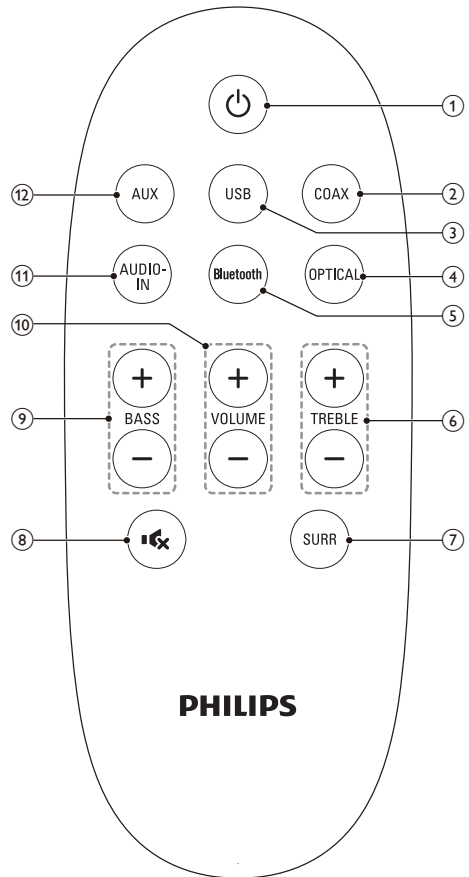 ①
⑫ AUX USB COAX ②
③
⑪ AUDIO-
IN Bluetooth OPTICAL ④
⑤
⑩
+ + +
⑨ BASS VOLUME TREBLE ⑥
− − −
⑧ SURR ⑦
PHILIPS